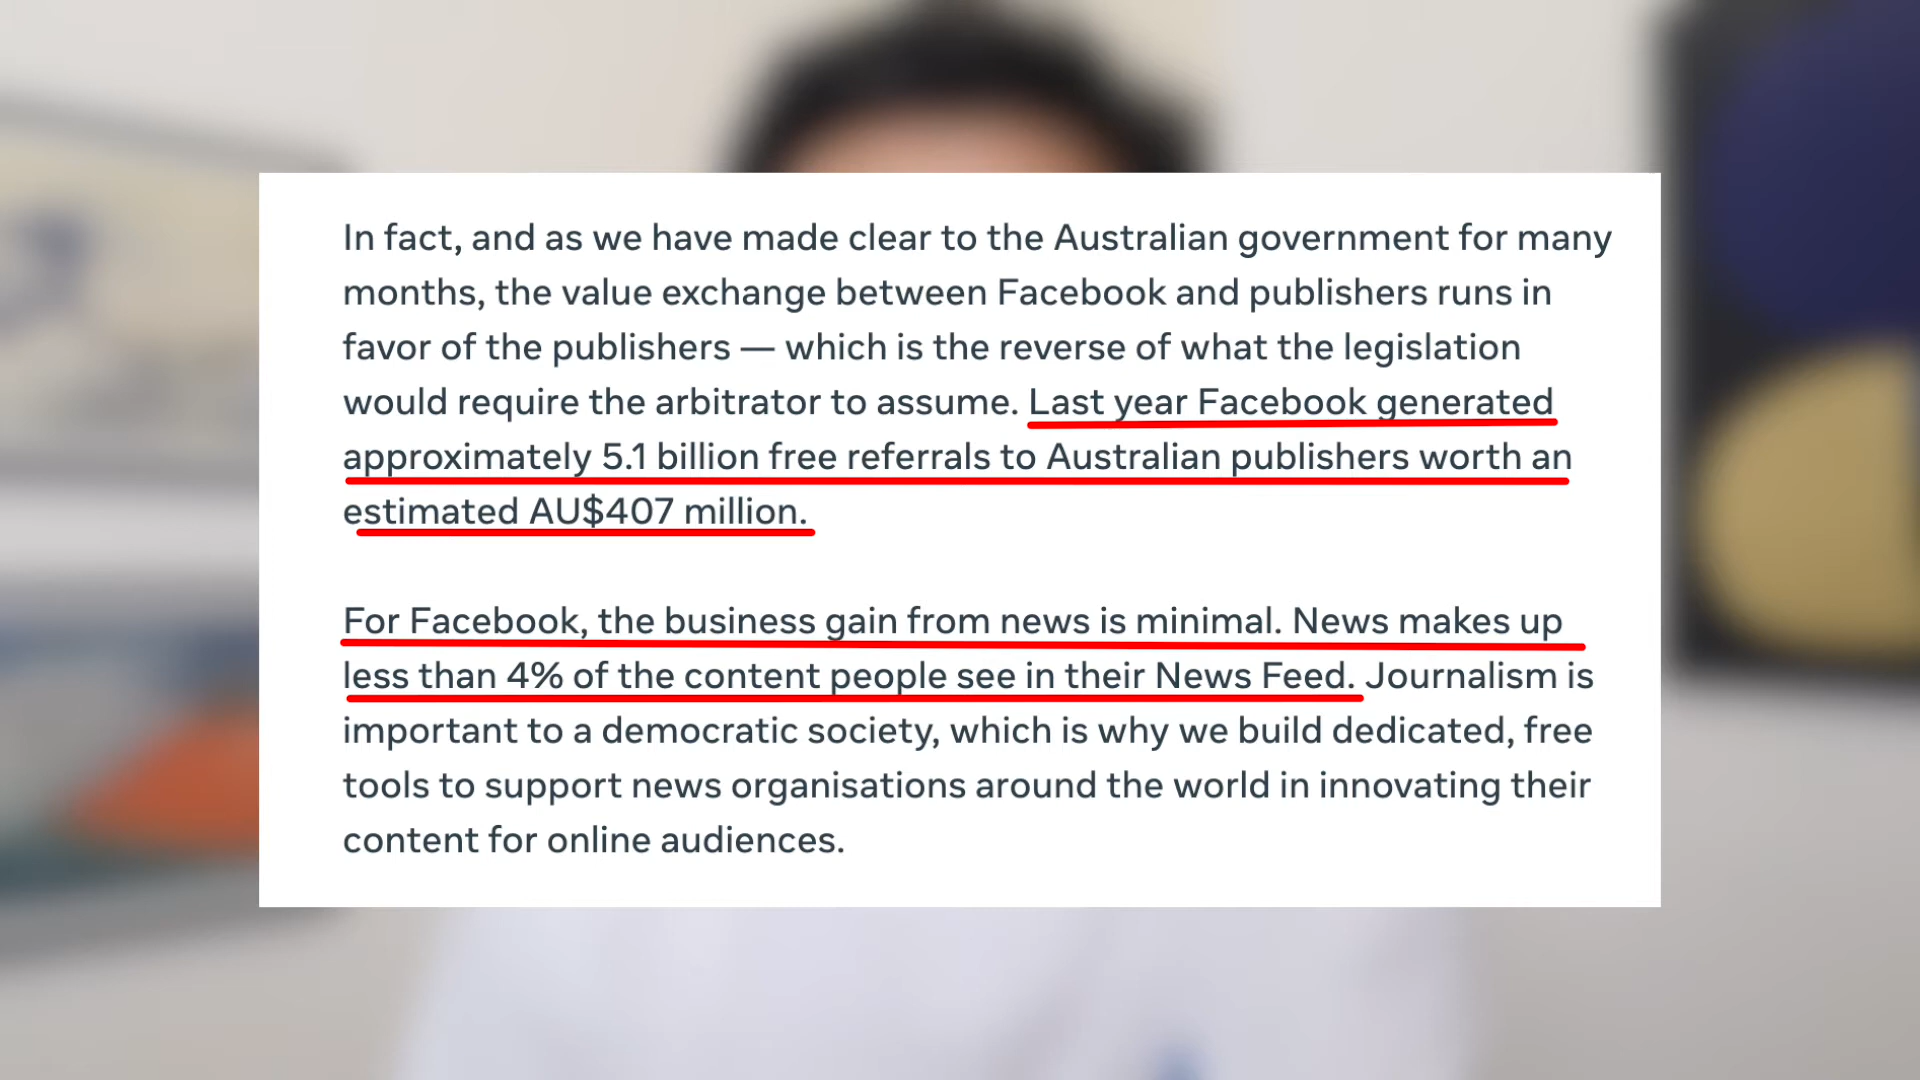 In fact, and as we have made clear to the Australian government for many
months, the value exchange between Facebook and publishers runs in
favor of the publishers — which is the reverse of what the legislation
would require the arbitrator to assume. Last year Facebook generated
approximately 5.1 billion free referrals to Australian publishers worth an
estimated AU$407 million.
For Facebook, the business gain from news is minimal. News makes up
less than 4% of the content people see in their News Feed. Journalism is
important to a democratic society, which is why we build dedicated, free
tools to support news organisations around the world in innovating their
content for online audiences.